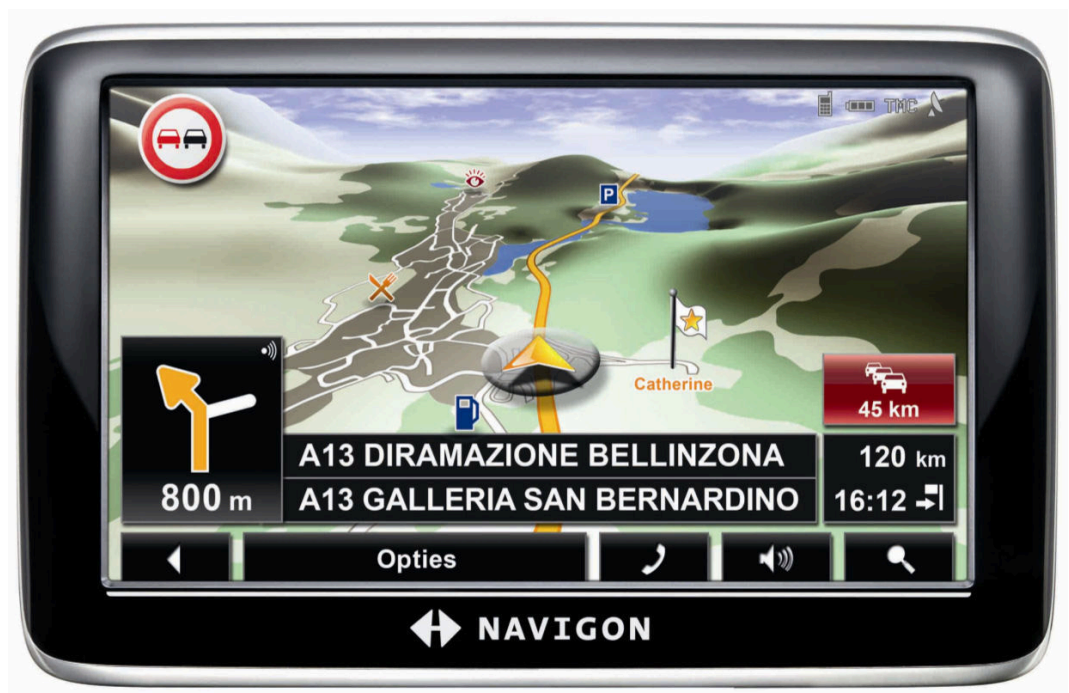 TMC
P
Catherine
45 km
800 m
A13 DIRAMAZIONE BELLINZONA
A13 GALLERIA SAN BERNARDINO
120 km
16:12
Opties
NAVIGON